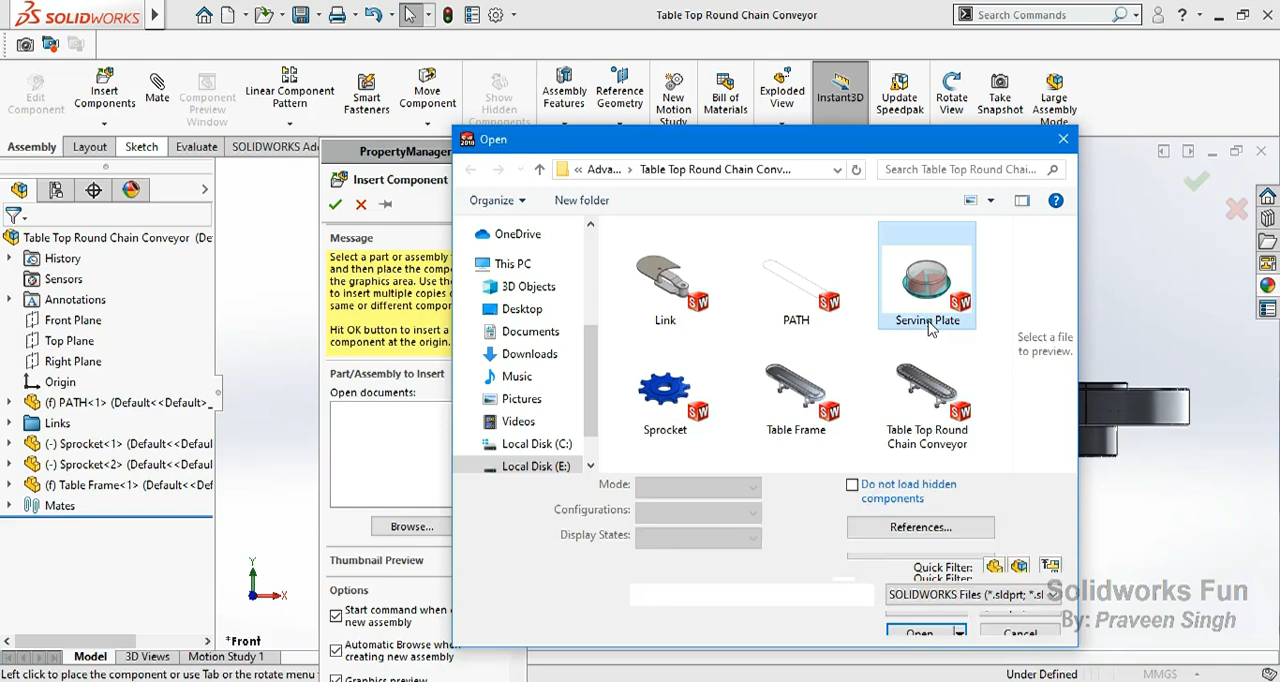 SOLIDWORKS
Table Top Round Chain Conveyor
Search Commands
Edit
Component
Insert
Components
Mate
Component
Preview
Window
Linear Component
Pattern
Smart
Fasteners
Move
Component
Show
Hidden
Components
Assembly
Features
Reference
Geometry
New
Motion
Study
Bill of
Materials
Exploded
View
Instant3D
Update
Speedpak
Rotate
View
Take
Snapshot
Large
Assembly
Mode
Assembly
Layout
Sketch
Evaluate
SOLIDWORKS Ad
PropertyManager
Insert Component
Message
Select a part or assembly
and then place the comp
the graphics area. Use the
to insert multiple copies o
same or different compor
Hit OK button to insert a
component at the origin.
Part/Assembly to Insert
Open documents:
Browse...
Thumbnail Preview
Options
Start command when
new assembly
Automatic Browse
creating new assembly
Graphics preview
Table Top Round Chain Conveyor (De
History
Sensors
Annotations
Front Plane
Top Plane
Right Plane
Origin
(f) PATH<1> (Default<<Default>_
Links
(-) Sprocket<1> (Default<<Defaul
(-) Sprocket<2> (Default<<Defaul
(f) Table Frame<1> (Default<<De
Mates
Open
« Adva... › Table Top Round Chain Conv...
Search Table Top Round Chai...
Organize
New folder
OneDrive
This PC
3D Objects
Desktop
Documents
Downloads
Music
Pictures
Videos
Local Disk (C:)
Local Disk (E:)
Link
PATH
Serving Plate
Sprocket
Table Frame
Table Top Round
Chain Conveyor
Select a file
to preview.
Mode:
Configurations:
Display States:
Do not load hidden
components
References...
Quick Filter:
Quick Filter:
SOLIDWORKS Files (*.sldprt; *.sl
Open
Cancel
Solidworks Fun
By: Praveen Singh
Y
X
*Front
Model
3D Views
Motion Study 1
Left click to place the component or use Tab or the rotate menu
Under Defined
MMGS